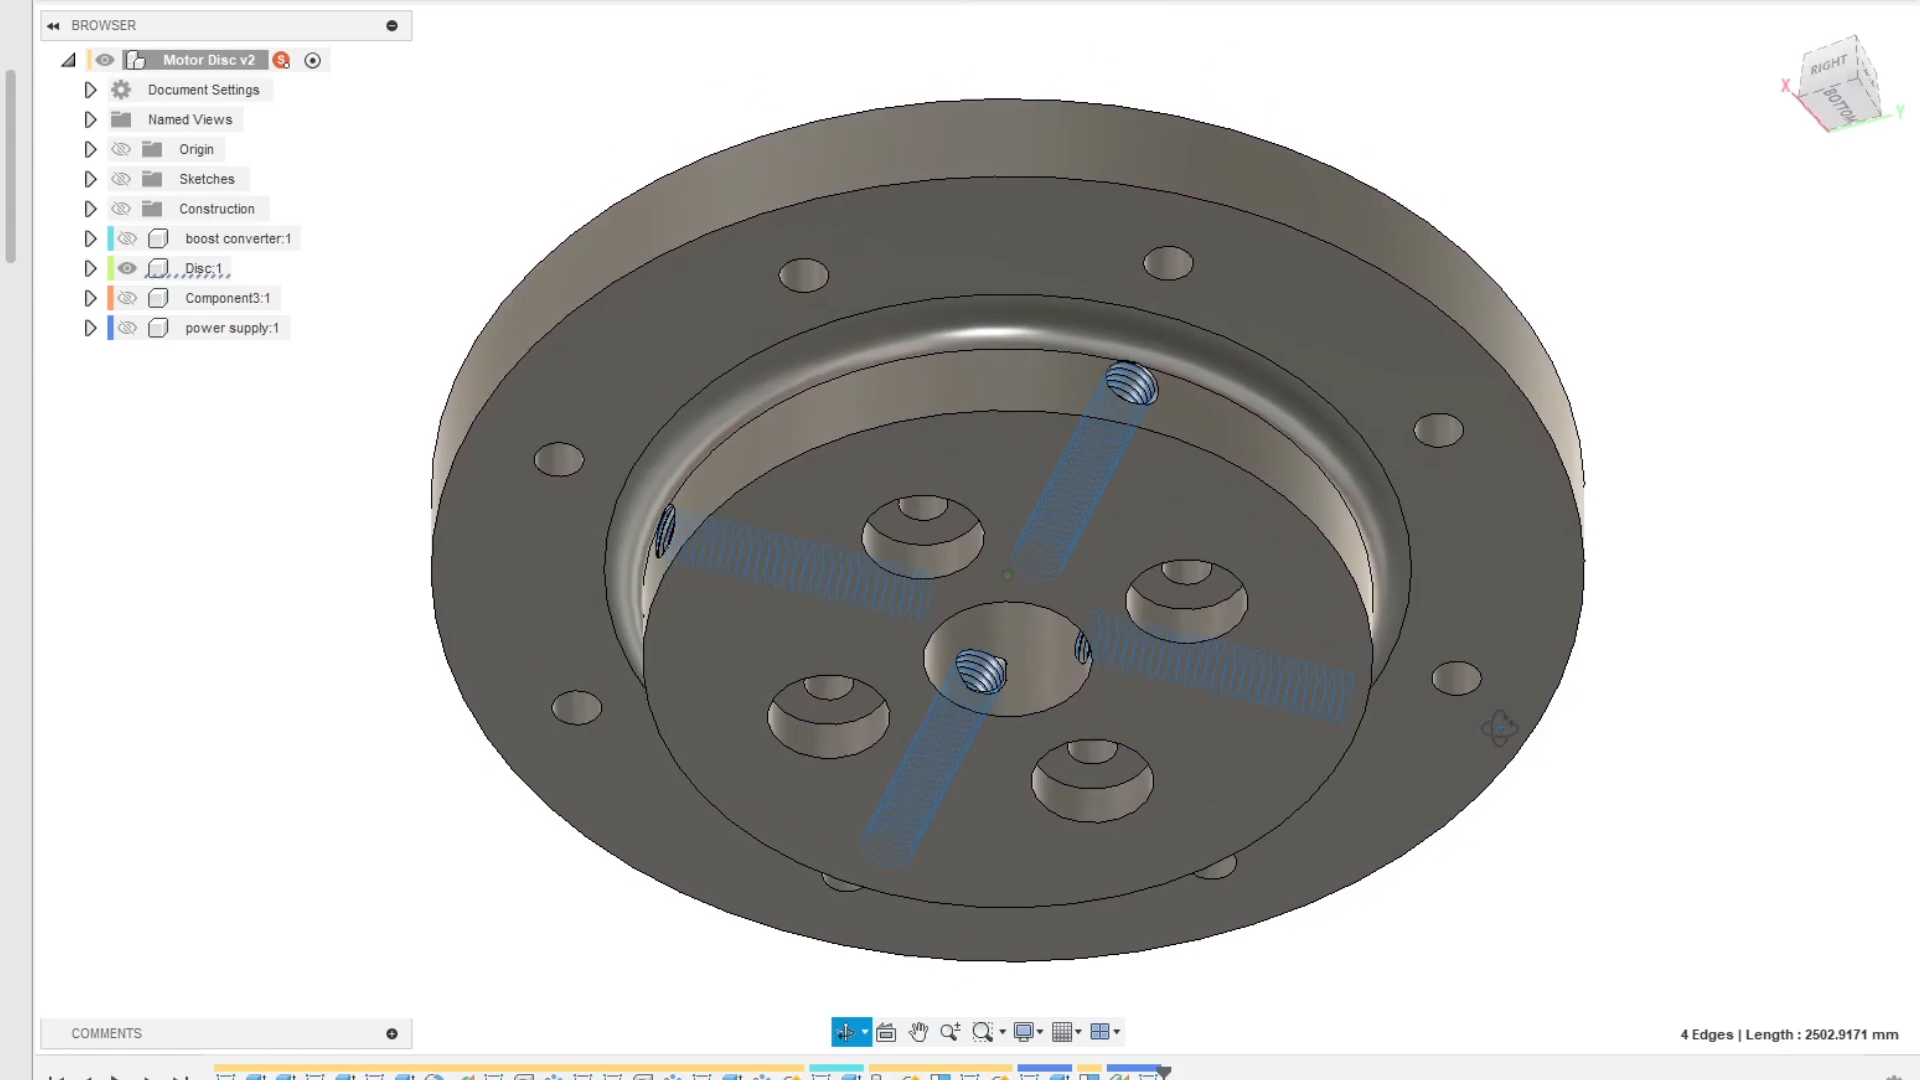 BROWSER
Motor Disc v2
S
Document Settings
Named Views
Origin
Sketches
Construction
boost converter:1
Disc:1
Component3:1
power supply:1
RIGHT
BOTTOM
X
Y
COMMENTS
4 Edges | Length : 2502.9171 mm